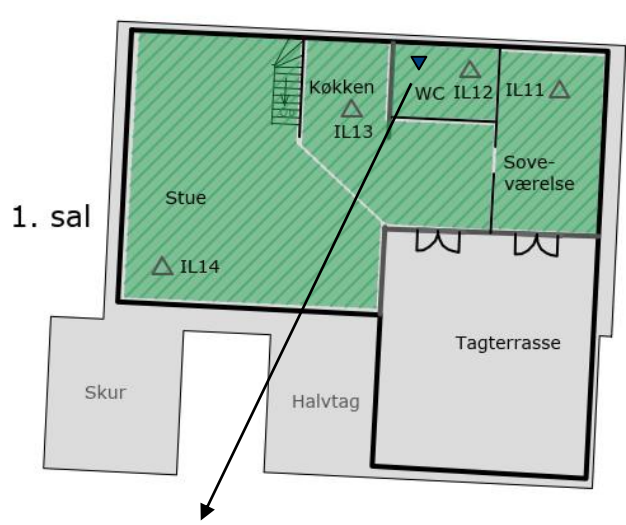 Køkken
WC IL12
IL11
IL13
Sove-
værelse
Stue
1. sal
IL14
Tagterrasse
Skur
Halvtag